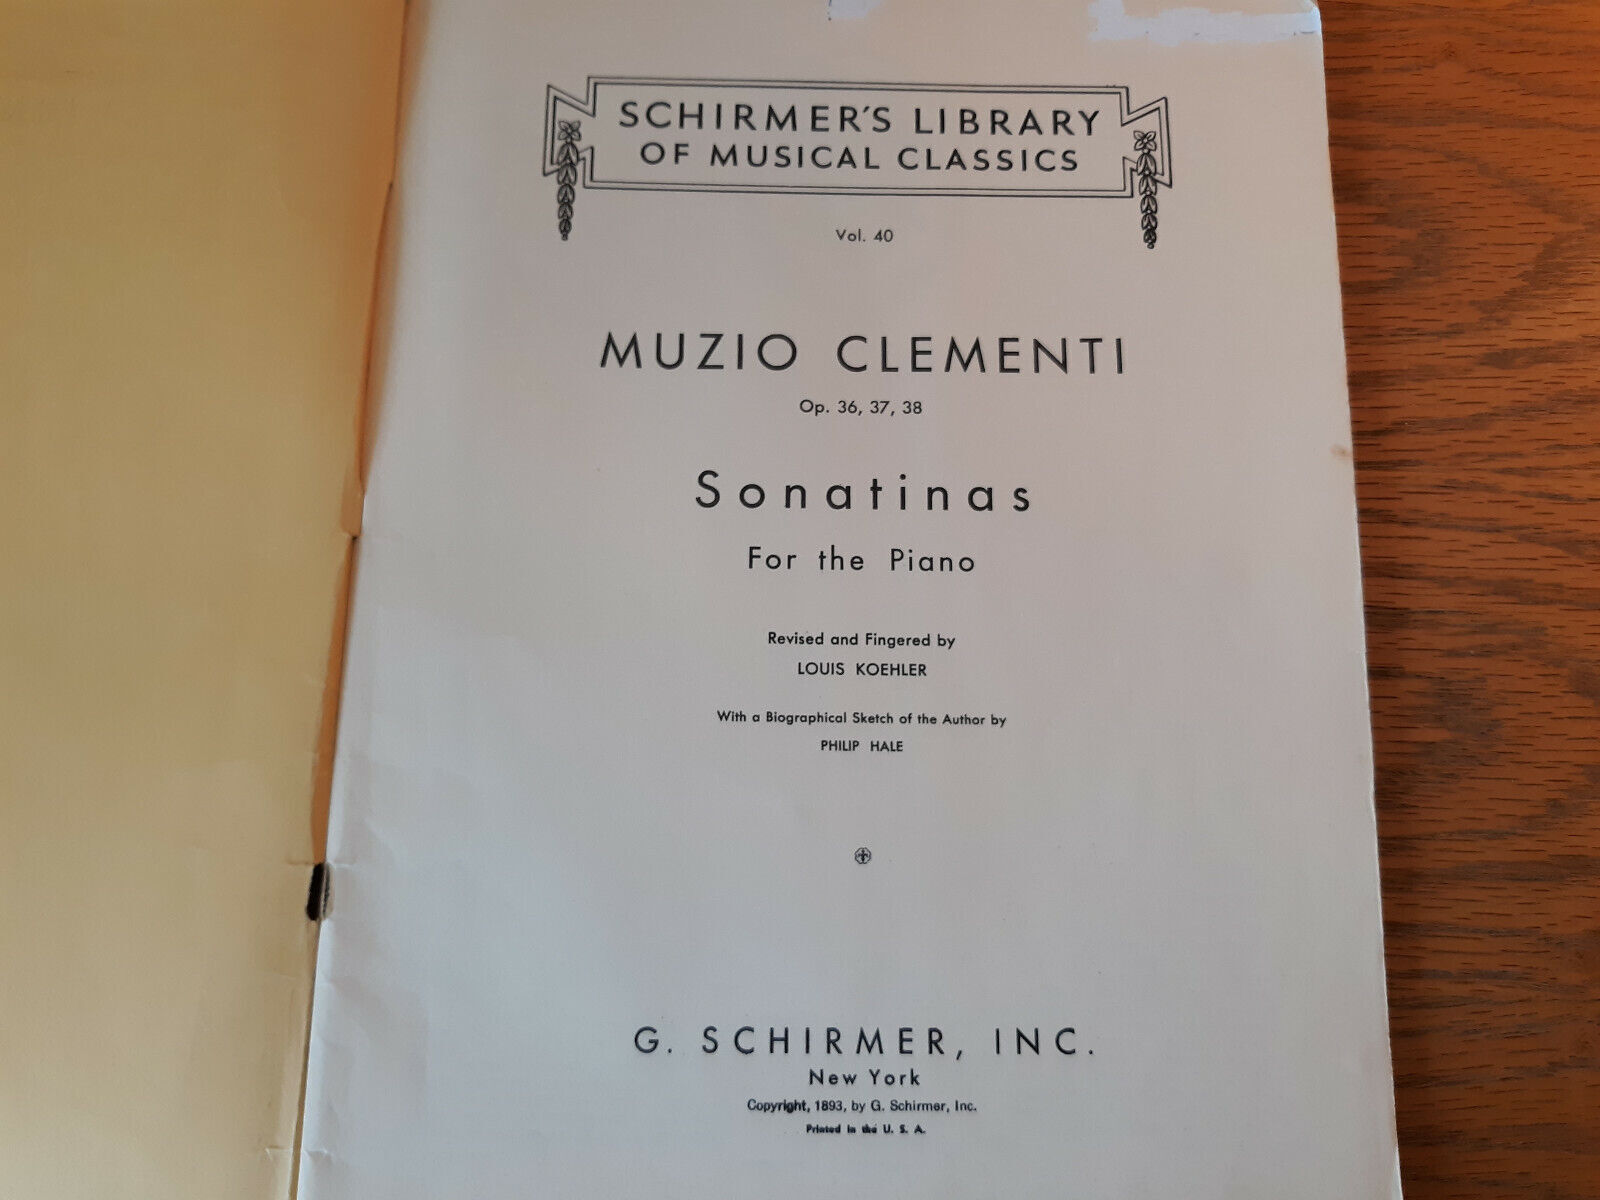 SCHIRMER'S LIBRARY
OF MUSICAL CLASSICS
Vol. 40
MUZIO CLEMENTI
Op. 36, 37, 38
Sonatinas
For the Piano
Revised and Fingered by
LOUIS KOEHLER
With a Biographical Sketch of the Author by
PHILIP HALE
G. SCHIRMER, INC.
New York
Copyright, 1893, by G. Schirmer, Inc.
Printed in the U. S. A.